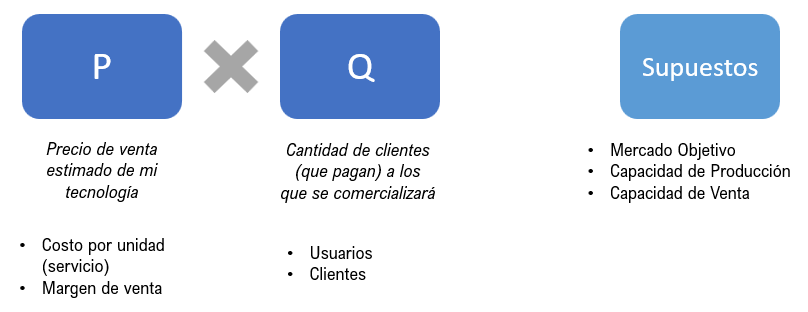 P
Q
Supuestos
Precio de venta
estimado de mi
tecnología
Cantidad de clientes
(que pagan) a los
que se comercializará
• Mercado Objetivo
• Capacidad de Producción
• Capacidad de Venta
• Costo por unidad
(servicio)
• Margen de venta
• Usuarios
• Clientes